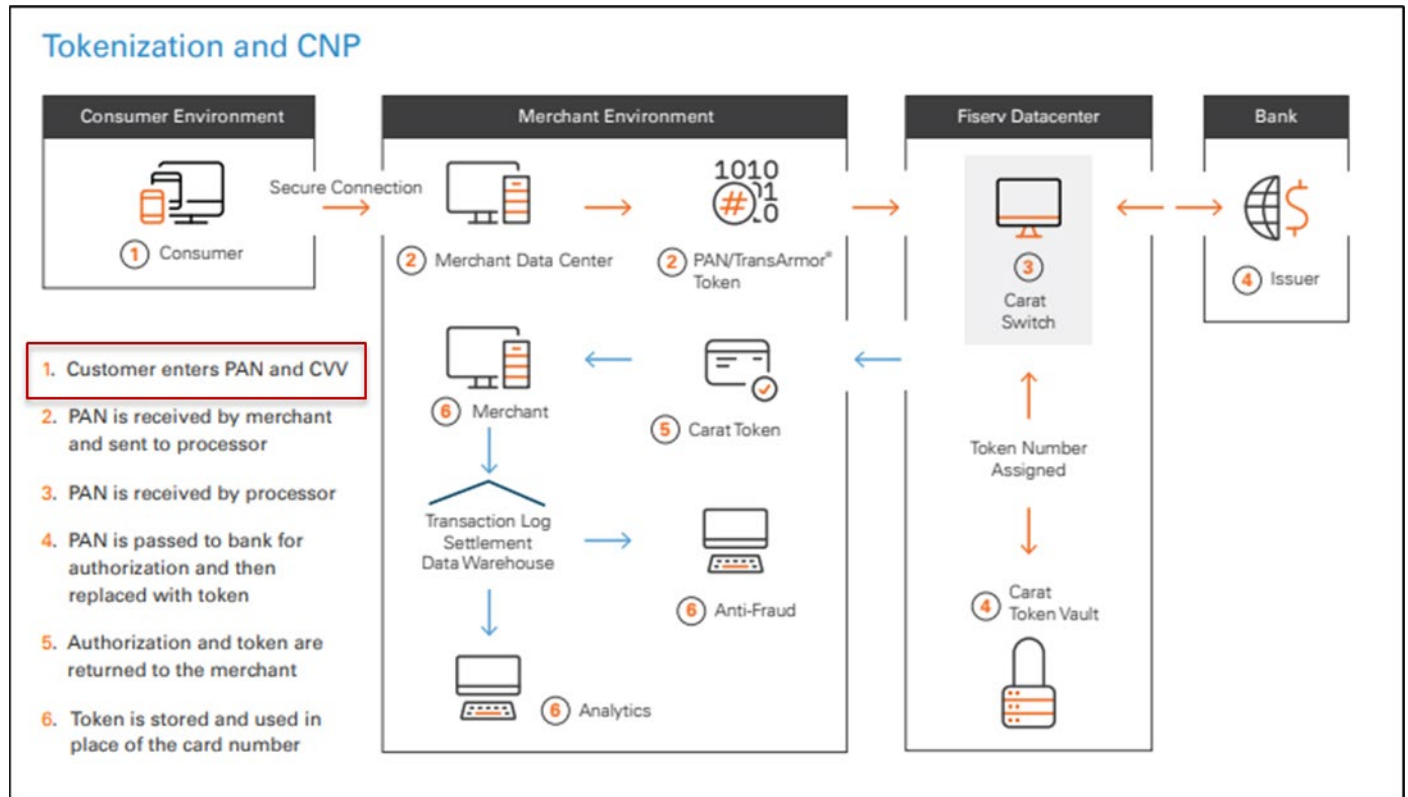 Tokenization and CNP
Consumer Environment
Merchant Environment
Fiserv Datacenter
Bank
Secure Connection
1 Consumer
2 Merchant Data Center
1010
01
0
#
2 PAN/TransArmor®
Token
3
Carat
Switch
$
4 Issuer
1. Customer enters PAN and CVV
2. PAN is received by merchant
and sent to processor
3. PAN is received by processor
4. PAN is passed to bank for
authorization and then
replaced with token
5. Authorization and token are
returned to the merchant
6. Token is stored and used in
place of the card number
6 Merchant
5 Carat Token
Transaction Log
Settlement
Data Warehouse
6 Anti-Fraud
6 Analytics
Token Number
Assigned
4 Carat
Token Vault